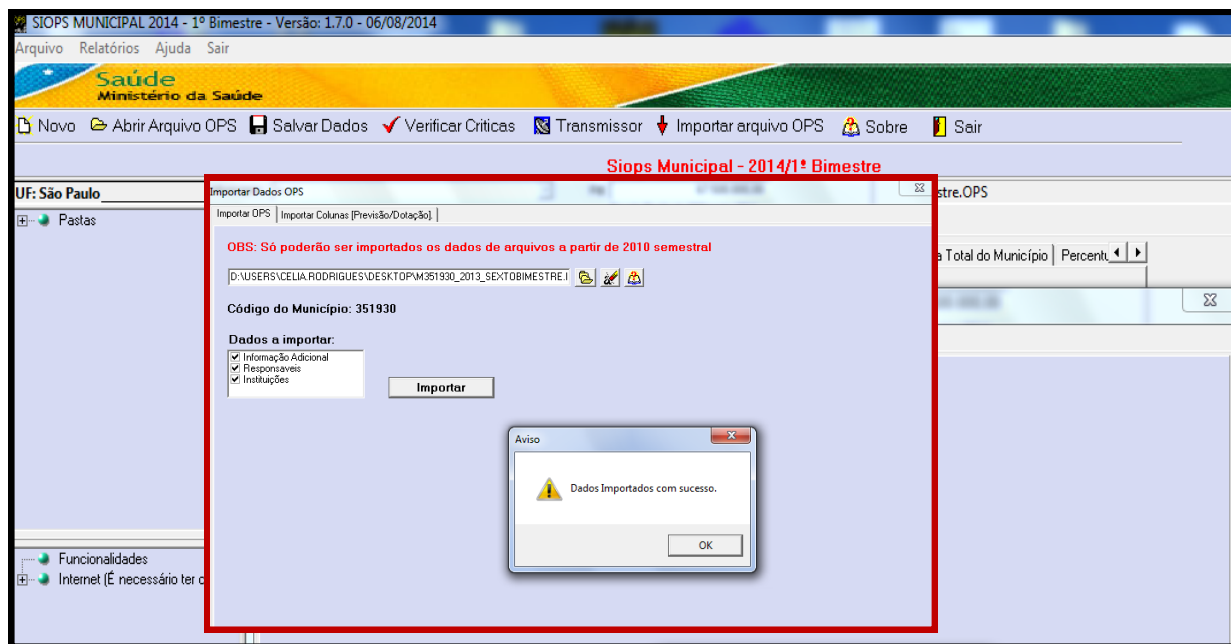 SIOPS MUNICIPAL 2014 - 1º Bimestre - Versão: 1.7.0 - 06/08/2014
Arquivo Relatórios Ajuda Sair
Saúde
Ministério da Saúde
Novo Abrir Arquivo OPS Salvar Dados Verificar Criticas Transmissor Importar arquivo OPS Sobre Sair
Siops Municipal - 2014/1º Bimestre
UF: São Paulo
stre.OPS
Pastas
a Total do Município Percentu
Importar Dados OPS
Importar OPS Importar Colunas [Previsão/Dotação].
OBS: Só poderão ser importados os dados de arquivos a partir de 2010 semestral
D:\USERS\CELIA.RODRIGUES\DESKTOP\M351930_2013_SEXTOBIMESTRE.I
Código do Município: 351930
Dados a importar:
Informação Adicional
Responsaveis
Instituições
Importar
Aviso
Dados Importados com sucesso.
OK
Funcionalidades
Internet (É necessário ter c